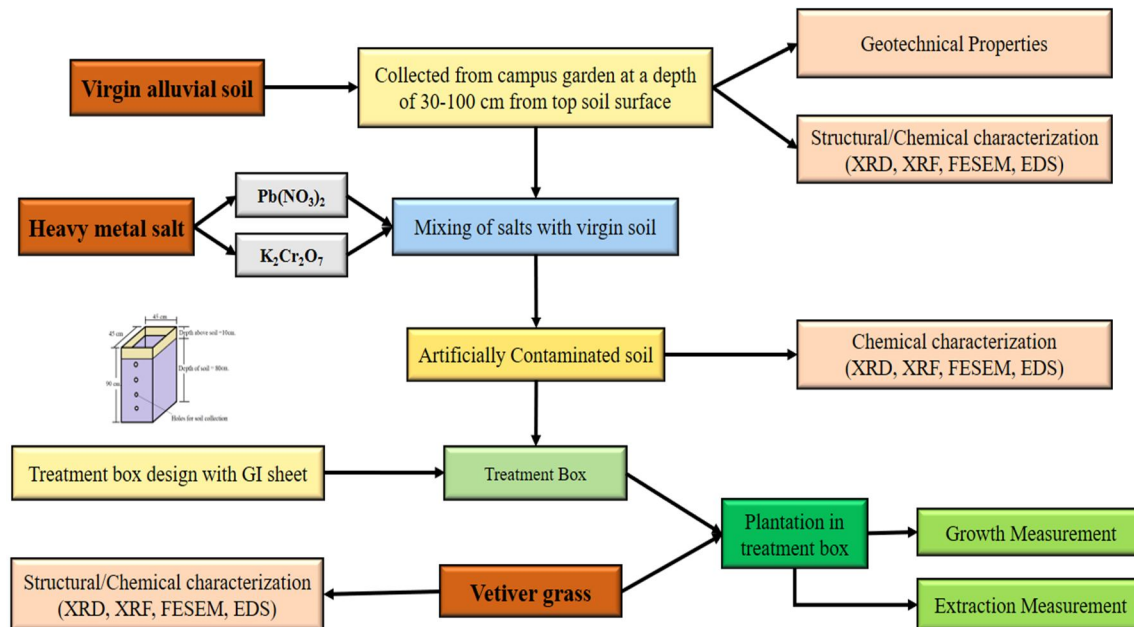 Geotechnical Properties
Virgin alluvial soil
Collected from campus garden at a depth
of 30-100 cm from top soil surface
Structural/Chemical characterization
(XRD, XRF, FESEM, EDS)
Heavy metal salt
Pb(NO₃)₂
K₂Cr₂O₇
Mixing of salts with virgin soil
45 cm
45 cm
Depth above soil =10cm.
Depth of soil = 80cm.
90 cm
Holes for soil collection
Artificially Contaminated soil
Chemical characterization
(XRD, XRF, FESEM, EDS)
Treatment box design with GI sheet
Treatment Box
Plantation in
treatment box
Growth Measurement
Extraction Measurement
Structural/Chemical characterization
(XRD, XRF, FESEM, EDS)
Vetiver grass